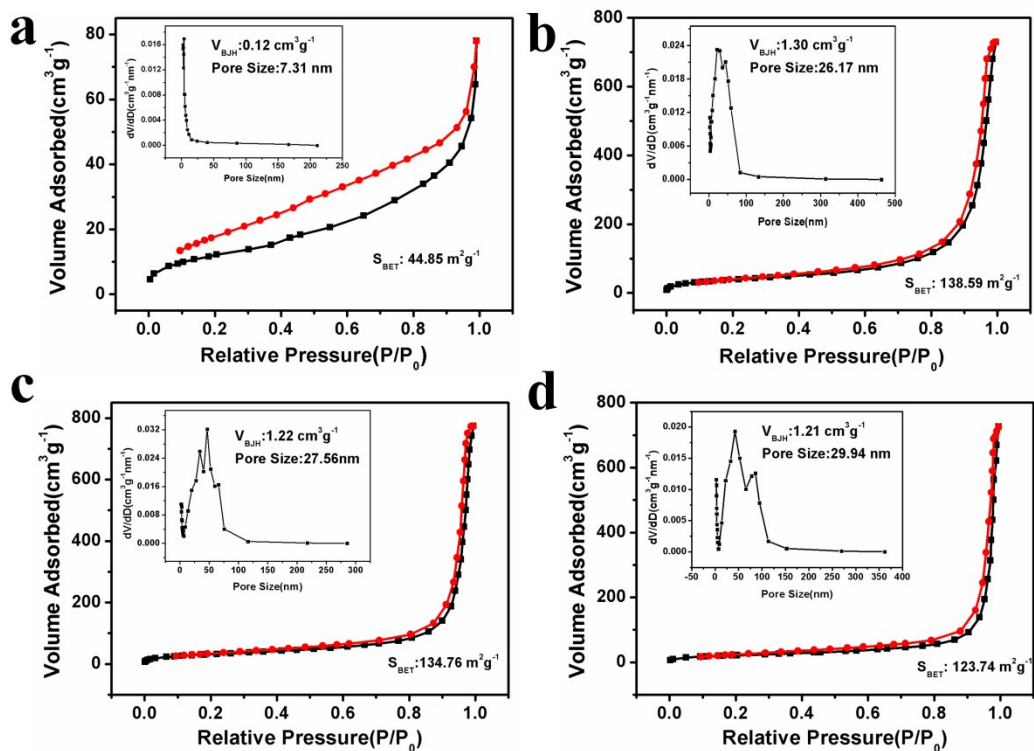 a
V_BJH:0.12 cm³g⁻¹
Pore Size:7.31 nm
dV/dD(cm³g⁻¹nm⁻¹)
0.016
0.012
0.008
0.004
0.000
0 50 100 150 200 250
Pore Size(nm)
Volume Adsorbed(cm³g⁻¹)
80
60
40
20
0
S_BET: 44.85 m²g⁻¹
0.0 0.2 0.4 0.6 0.8 1.0
Relative Pressure(P/P₀)
b
V_BJH:1.30 cm³g⁻¹
Pore Size:26.17 nm
dV/dD(cm³g⁻¹nm⁻¹)
0.024
0.018
0.012
0.006
0.000
0 100 200 300 400 500
Pore Size(nm)
Volume Adsorbed(cm³g⁻¹)
800
600
400
200
0
S_BET: 138.59 m²g⁻¹
0.0 0.2 0.4 0.6 0.8 1.0
Relative Pressure(P/P₀)
c
V_BJH:1.22 cm³g⁻¹
Pore Size:27.56nm
dV/dD(cm³g⁻¹nm⁻¹)
0.032
0.024
0.016
0.008
0.000
0 50 100 150 200 250 300
Pore Size(nm)
Volume Adsorbed(cm³g⁻¹)
800
600
400
200
0
S_BET:134.76 m²g⁻¹
0.0 0.2 0.4 0.6 0.8 1.0
Relative Pressure(P/P₀)
d
V_BJH:1.21 cm³g⁻¹
Pore Size:29.94 nm
dV/dD(cm³g⁻¹nm⁻¹)
0.020
0.015
0.010
0.005
0.000
-50 0 50 100 150 200 250 300 350 400
Pore Size(nm)
Volume Adsorbed(cm³g⁻¹)
800
600
400
200
0
S_BET: 123.74 m²g⁻¹
0.0 0.2 0.4 0.6 0.8 1.0
Relative Pressure(P/P₀)